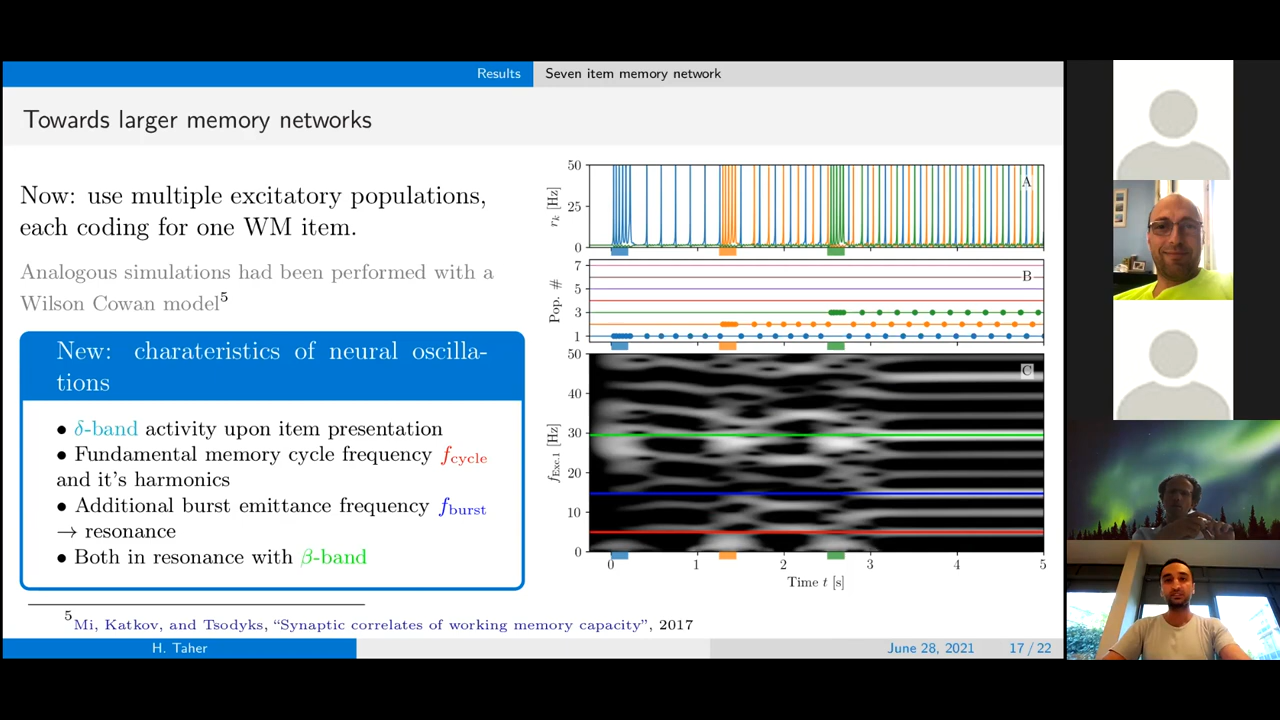 Results
Seven item memory network
Towards larger memory networks
Now: use multiple excitatory populations,
each coding for one WM item.
Analogous simulations had been performed with a
Wilson Cowan model5
New: charateristics of neural oscilla-
tions
• δ-band activity upon item presentation
• Fundamental memory cycle frequency fcycle
and it's harmonics
• Additional burst emittance frequency fburst
→ resonance
• Both in resonance with β-band
5Mi, Katkov, and Tsodyks, “Synaptic correlates of working memory capacity”, 2017
50
25
0
rk [Hz]
A
7
5
3
1
Pop. #
B
50
40
30
20
10
0
fExc.1 [Hz]
C
0 1 2 3 4 5
Time t [s]
H. Taher
June 28, 2021
17 / 22